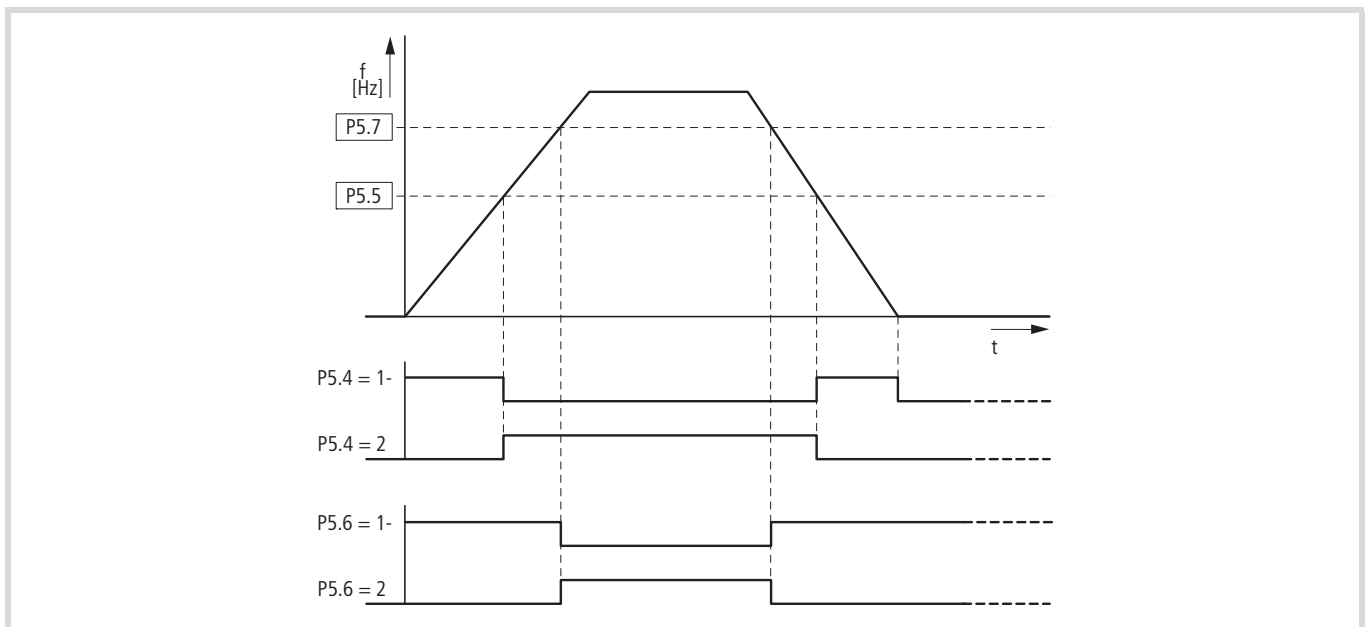 f
[Hz]
P5.7
P5.5
t
P5.4 = 1-
P5.4 = 2
P5.6 = 1-
P5.6 = 2